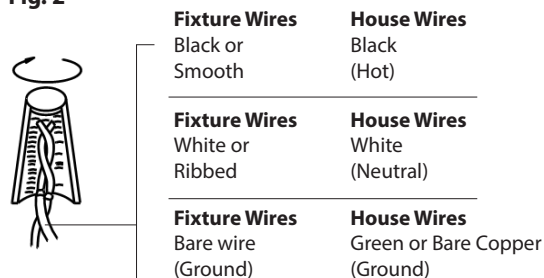 Fig. 2
Fixture Wires House Wires
Black or Black
Smooth (Hot)
Fixture Wires House Wires
White or White
Ribbed (Neutral)
Fixture Wires House Wires
Bare wire Green or Bare Copper
(Ground) (Ground)